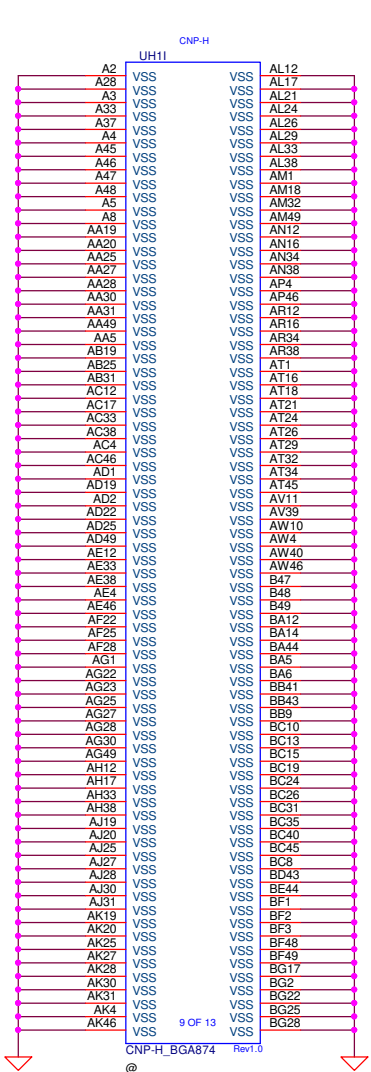 CNP-H
UH1I
A2 VSS VSS AL12
A28 VSS VSS AL17
A3 VSS VSS AL21
A33 VSS VSS AL24
A37 VSS VSS AL26
A4 VSS VSS AL29
A45 VSS VSS AL33
A46 VSS VSS AL38
A47 VSS VSS AM1
A48 VSS VSS AM18
A5 VSS VSS AM32
A8 VSS VSS AM49
AA19 VSS VSS AN12
AA20 VSS VSS AN16
AA25 VSS VSS AN34
AA27 VSS VSS AN38
AA28 VSS VSS AP4
AA30 VSS VSS AP46
AA31 VSS VSS AR12
AA49 VSS VSS AR16
AA5 VSS VSS AR34
AB19 VSS VSS AR38
AB25 VSS VSS AT1
AB31 VSS VSS AT16
AC12 VSS VSS AT18
AC17 VSS VSS AT21
AC33 VSS VSS AT24
AC38 VSS VSS AT26
AC4 VSS VSS AT29
AC46 VSS VSS AT32
AD1 VSS VSS AT34
AD19 VSS VSS AT45
AD2 VSS VSS AV11
AD22 VSS VSS AV39
AD25 VSS VSS AW10
AD49 VSS VSS AW4
AE12 VSS VSS AW40
AE33 VSS VSS AW46
AE38 VSS VSS B47
AE4 VSS VSS B48
AE46 VSS VSS B49
AF22 VSS VSS BA12
AF25 VSS VSS BA14
AF28 VSS VSS BA44
AG1 VSS VSS BA5
AG22 VSS VSS BA6
AG23 VSS VSS BB41
AG25 VSS VSS BB43
AG27 VSS VSS BB9
AG28 VSS VSS BC10
AG30 VSS VSS BC13
AG49 VSS VSS BC15
AH12 VSS VSS BC19
AH17 VSS VSS BC24
AH33 VSS VSS BC26
AH38 VSS VSS BC31
AJ19 VSS VSS BC35
AJ20 VSS VSS BC40
AJ25 VSS VSS BC45
AJ27 VSS VSS BC8
AJ28 VSS VSS BD43
AJ30 VSS VSS BE44
AJ31 VSS VSS BF1
AK19 VSS VSS BF2
AK20 VSS VSS BF3
AK25 VSS VSS BF48
AK27 VSS VSS BF49
AK28 VSS VSS BG17
AK30 VSS VSS BG2
AK31 VSS VSS BG22
AK4 VSS VSS BG25
AK46 VSS 9 OF 13 VSS BG28
CNP-H_BGA874 Rev1.0
@